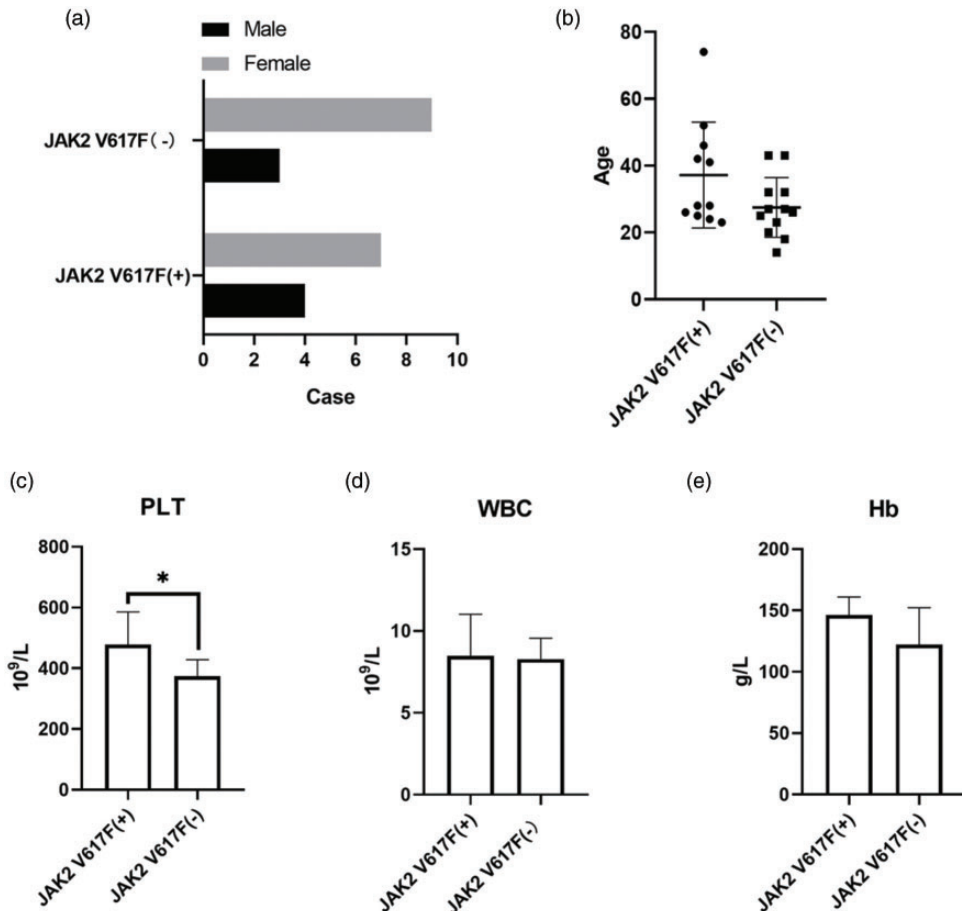 (a)
Male
Female
JAK2 V617F( -)
JAK2 V617F(+)
0 2 4 6 8 10
Case
(b)
80
60
40
20
0
Age
JAK2 V617F(+)
JAK2 V617F(-)
(c)
PLT
800
600
400
200
0
10⁹/L
*
JAK2 V617F(+)
JAK2 V617F(-)
(d)
WBC
15
10
5
0
10⁹/L
JAK2 V617F(+)
JAK2 V617F(-)
(e)
Hb
200
150
100
50
0
g/L
JAK2 V617F(+)
JAK2 V617F(-)